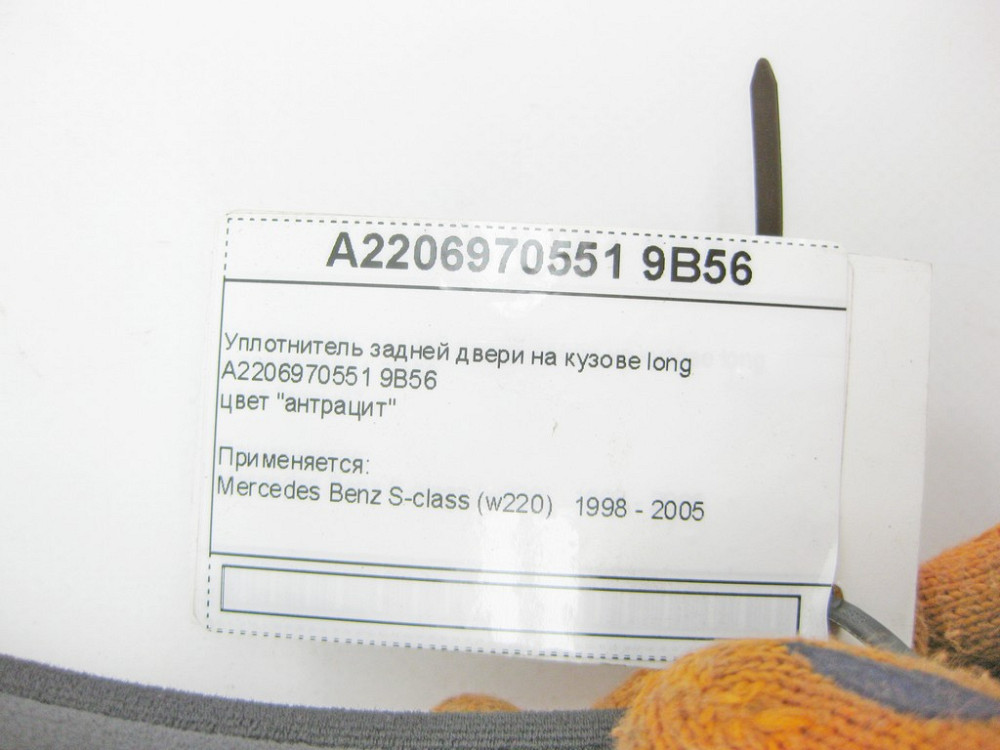 A2206970551 9B56
Уплотнитель задней двери на кузове long
A2206970551 9B56
цвет "антрацит"
Применяется:
Mercedes Benz S-class (w220) 1998 - 2005